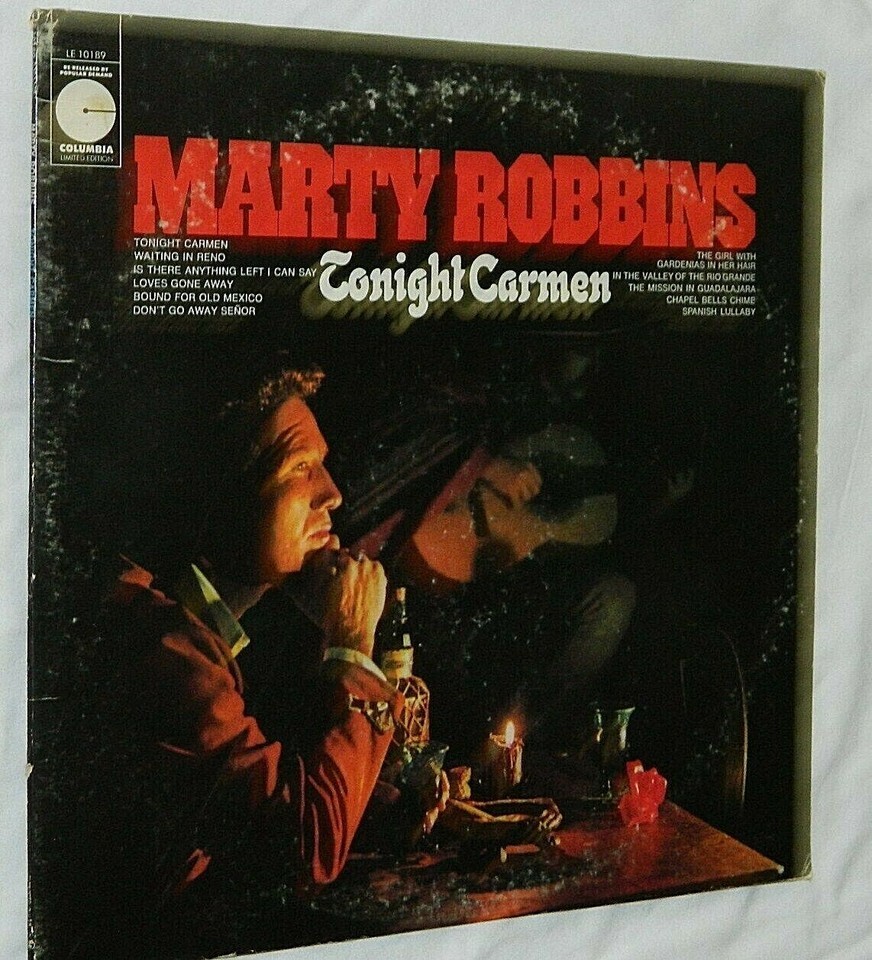 LE 10189
RE-RELEASED BY
POPULAR DEMAND
COLUMBIA
LIMITED EDITION
MARTY ROBBINS
Tonight Carmen
TONIGHT CARMEN
WAITING IN RENO
IS THERE ANYTHING LEFT I CAN SAY
LOVES GONE AWAY
BOUND FOR OLD MEXICO
DON'T GO AWAY SEÑOR
THE GIRL WITH
GARDENIAS IN HER HAIR
IN THE VALLEY OF THE RIO GRANDE
THE MISSION IN GUADALAJARA
CHAPEL BELLS CHIME
SPANISH LULLABY